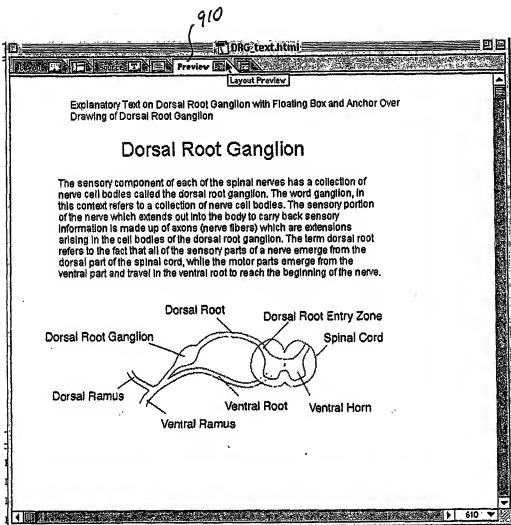 910
DRG_text.html
Preview
Layout Preview
Explanatory Text on Dorsal Root Ganglion with Floating Box and Anchor Over
Drawing of Dorsal Root Ganglion
Dorsal Root Ganglion
The sensory component of each of the spinal nerves has a collection of
nerve cell bodies called the dorsal root ganglion. The word ganglion, in
this context refers to a collection of nerve cell bodies. The sensory portion
of the nerve which extends out into the body to carry back sensory
information is made up of axons (nerve fibers) which are extensions
arising in the cell bodies of the dorsal root ganglion. The term dorsal root
refers to the fact that all of the sensory parts of a nerve emerge from the
dorsal part of the spinal cord, while the motor parts emerge from the
ventral part and travel in the ventral root to reach the beginning of the nerve.
Dorsal Root
Dorsal Root Entry Zone
Dorsal Root Ganglion
Spinal Cord
Dorsal Ramus
Ventral Root
Ventral Horn
Ventral Ramus
610